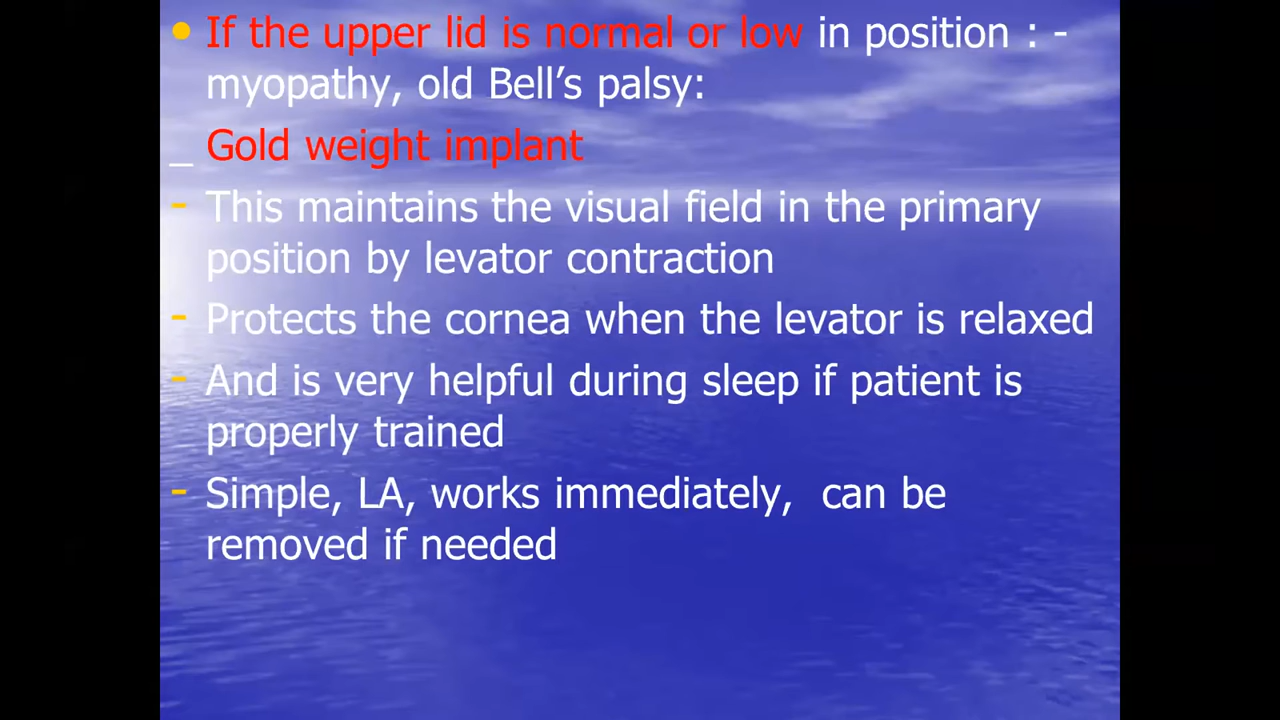 • If the upper lid is normal or low in position : -
myopathy, old Bell’s palsy:
_ Gold weight implant
- This maintains the visual field in the primary
position by levator contraction
- Protects the cornea when the levator is relaxed
- And is very helpful during sleep if patient is
properly trained
- Simple, LA, works immediately,  can be
removed if needed